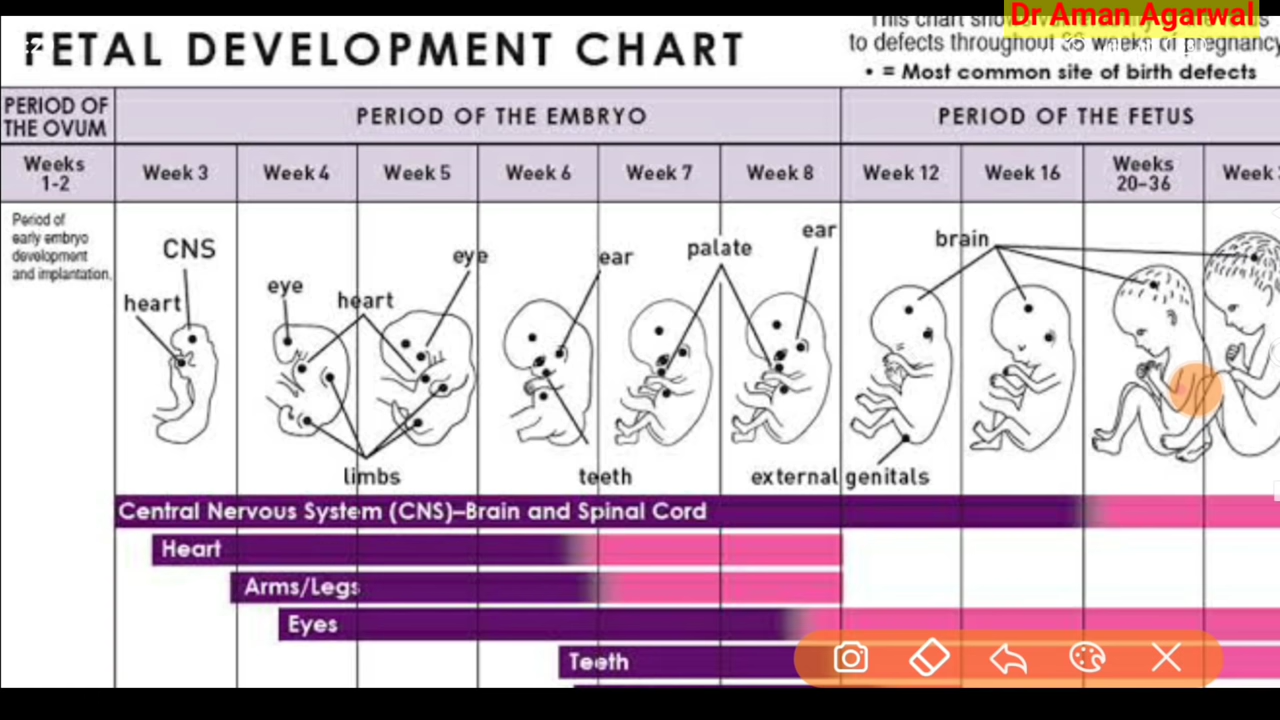 Dr Aman Agarwal
FETAL DEVELOPMENT CHART
This chart
to defects throughout weeks of pregnancy
• = Most common site of birth defects
PERIOD OF
THE OVUM
PERIOD OF THE EMBRYO
PERIOD OF THE FETUS
Weeks
1-2
Week 3
Week 4
Week 5
Week 6
Week 7
Week 8
Week 12
Week 16
Weeks
20–36
Week
Period of
early embryo
development
and implantation.
CNS
heart
eye
heart
eye
ear
palate
ear
brain
limbs
teeth
external genitals
Central Nervous System (CNS)–Brain and Spinal Cord
Heart
Arms/Legs
Eyes
Teeth